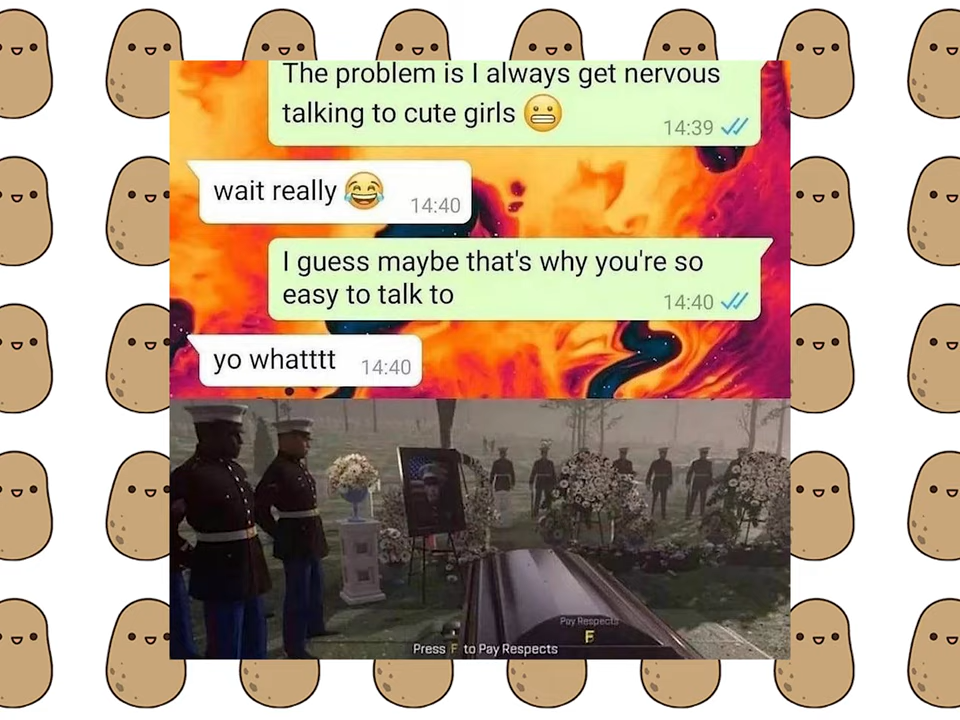 The problem is I always get nervous
talking to cute girls 😬
14:39
wait really 😂
14:40
I guess maybe that's why you're so
easy to talk to
14:40
yo whatttt
14:40
Pay Respects
F
Press F to Pay Respects